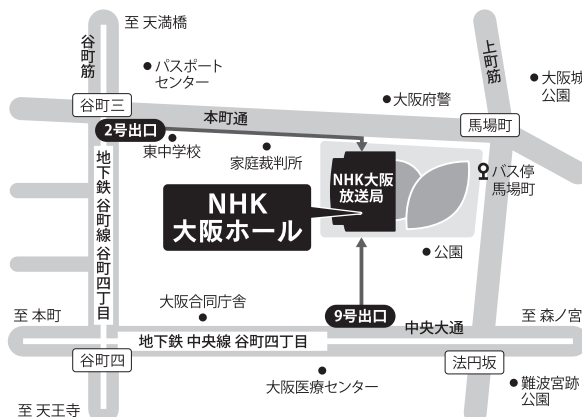 至 天満橋
谷町筋
パスポート
センター
上町筋
大阪城
公園
谷町三
本町通
大阪府警
馬場町
2号出口
東中学校
家庭裁判所
NHK大阪
放送局
バス停
馬場町
NHK
大阪ホール
地下鉄 谷町線 谷町四丁目
公園
大阪合同庁舎
9号出口
至 本町
中央大通
至 森ノ宮
地下鉄 中央線 谷町四丁目
谷町四
法円坂
大阪医療センター
難波宮跡
公園
至 天王寺